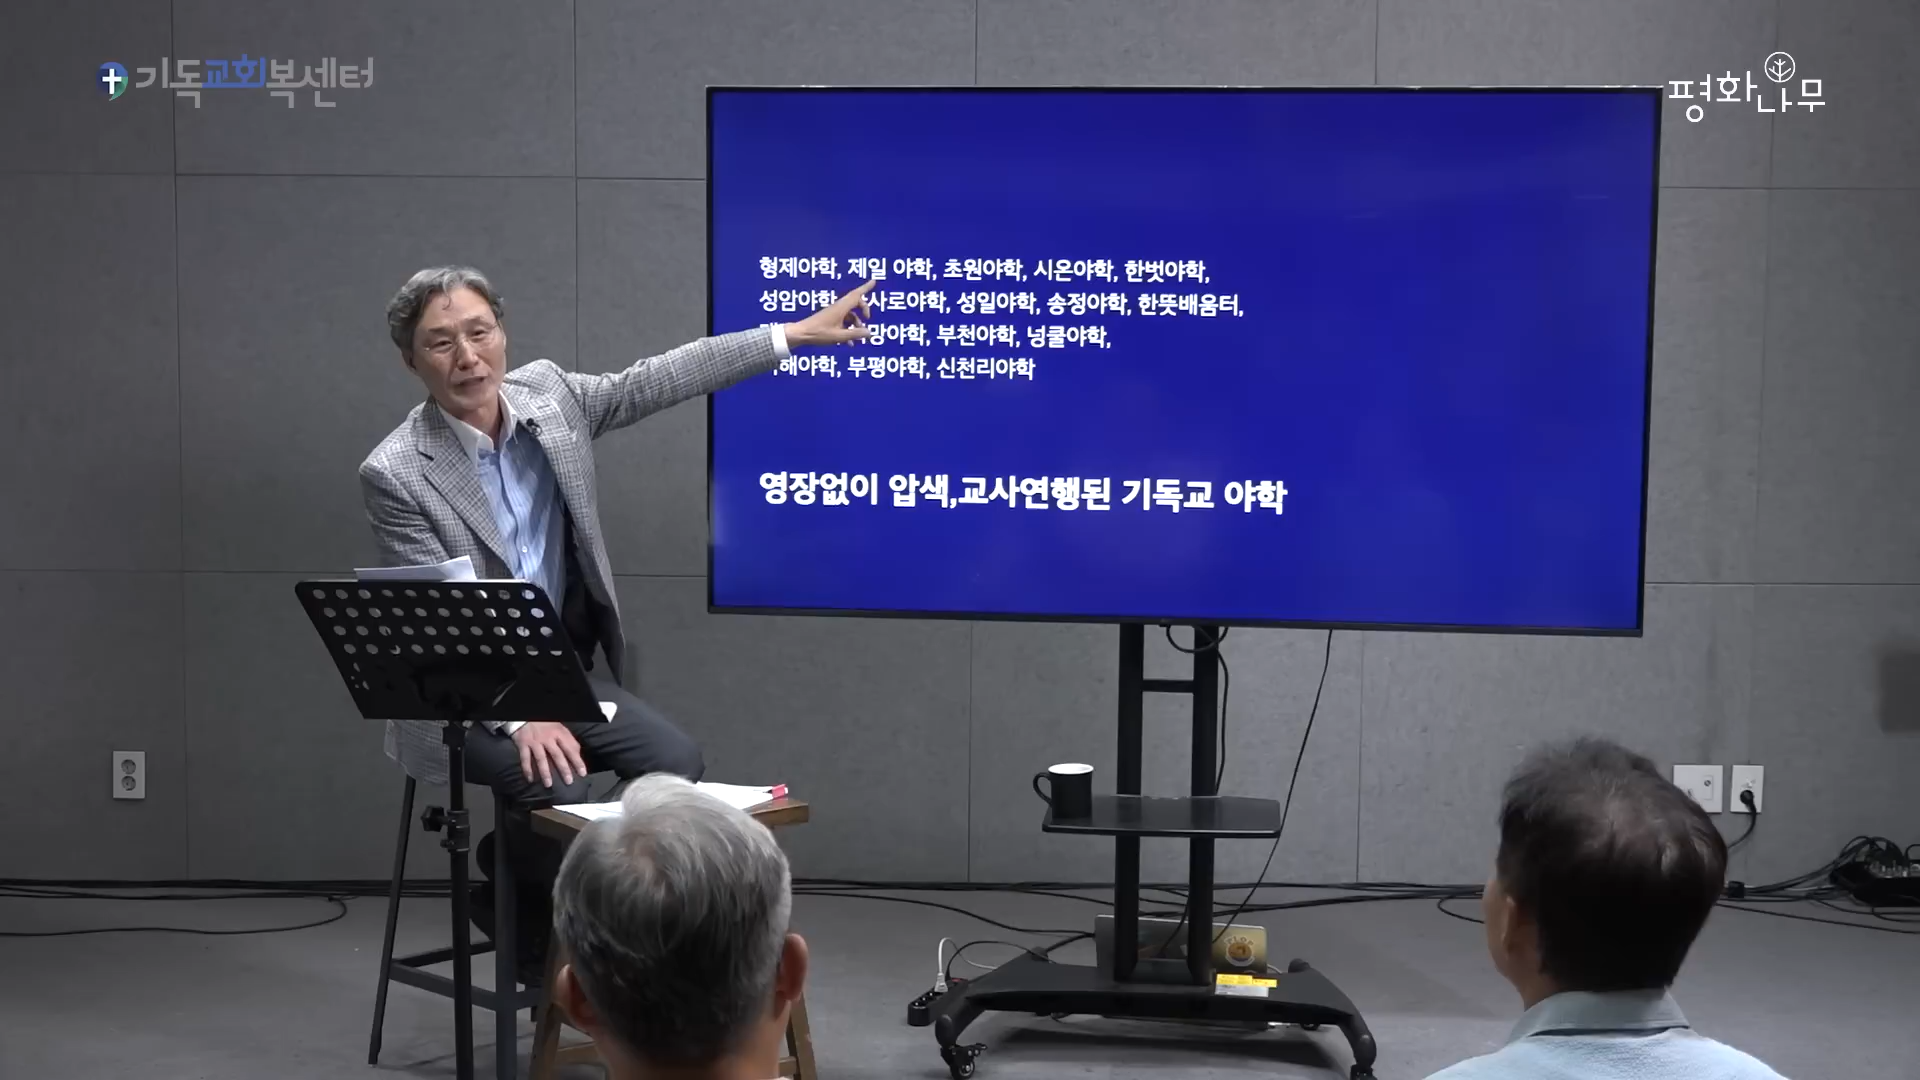 기독교회복센터
평화나무
형제야학, 제일 야학, 초원야학, 시온야학, 한벗야학,
성암야학, 사로야학, 성일야학, 송정야학, 한뜻배움터,
망야학, 부천야학, 넝쿨야학,
해야학, 부평야학, 신천리야학
영장없이 압색,교사연행된 기독교 야학